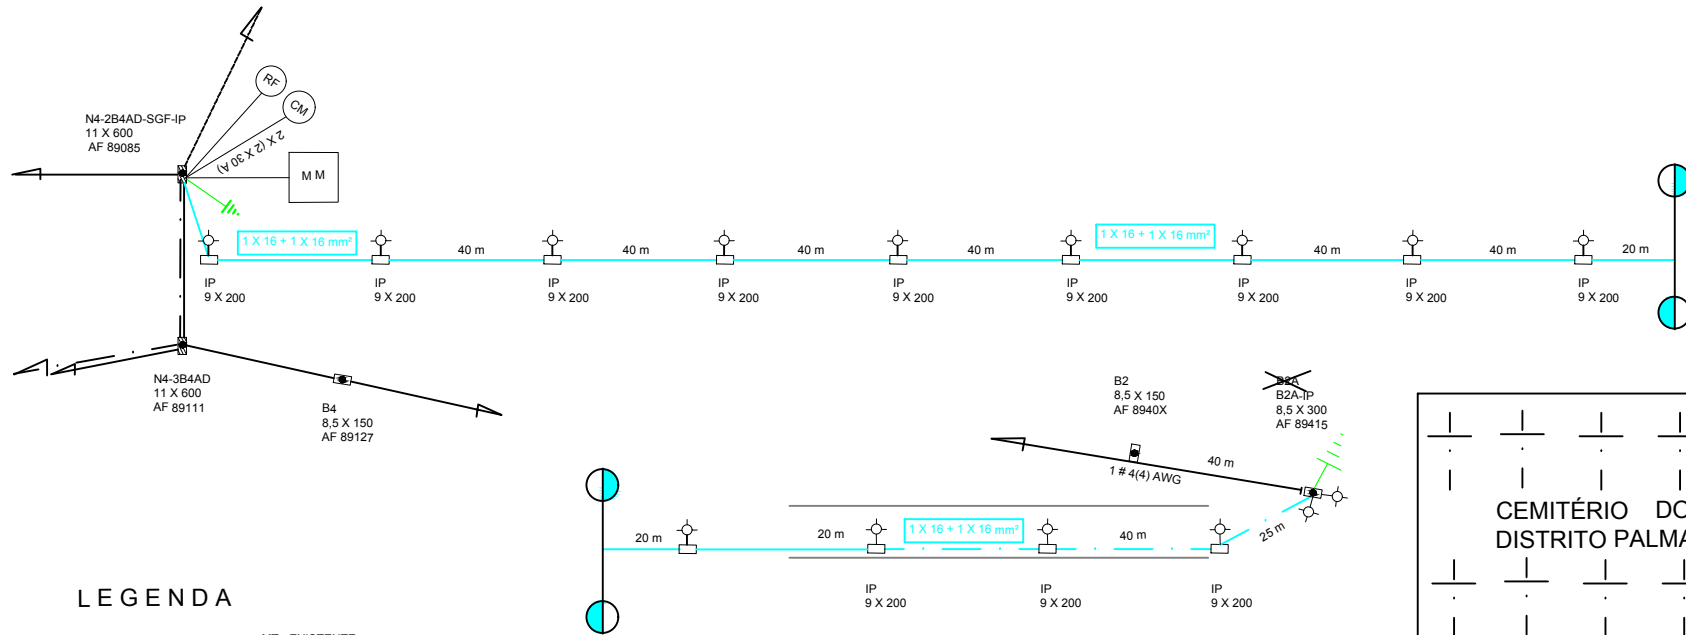 RF
CM
N4-2B4AD-SGF-IP
11 X 600
AF 89085
2 X (2 X 30 A)
M M
1 X 16 + 1 X 16 mm²
40 m
40 m
40 m
40 m
1 X 16 + 1 X 16 mm²
40 m
40 m
20 m
IP
9 X 200
IP
9 X 200
IP
9 X 200
IP
9 X 200
IP
9 X 200
IP
9 X 200
IP
9 X 200
IP
9 X 200
IP
9 X 200
N4-3B4AD
11 X 600
AF 89111
B4
8,5 X 150
AF 89127
B2
8,5 X 150
AF 8940X
B2A
B2A-IP
8,5 X 300
AF 89415
40 m
1 # 4(4) AWG
20 m
20 m
1 X 16 + 1 X 16 mm²
40 m
25 m
IP
9 X 200
IP
9 X 200
IP
9 X 200
CEMITÉRIO DO
DISTRITO PALMA
LEGENDA